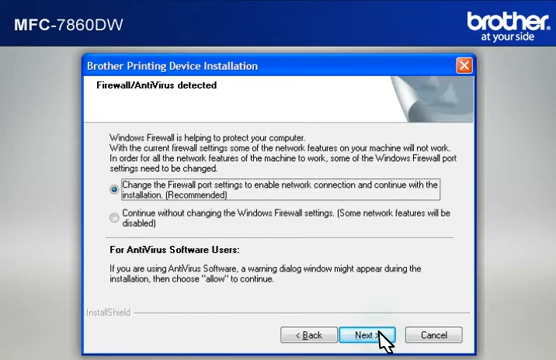 MFC-7860DW
brother
at your side
Brother Printing Device Installation
Firewall/AntiVirus detected
Windows Firewall is helping to protect your computer.
With the current firewall settings some of the network features on your machine will not work.
In order for all the network features of the machine to work, some of the Windows Firewall port
settings need to be changed.
Change the Firewall port settings to enable network connection and continue with the
installation. (Recommended)
Continue without changing the Windows Firewall settings. (Some network features will be
disabled)
For AntiVirus Software Users:
If you are using AntiVirus Software, a warning dialog window might appear during the
installation, then choose "allow" to continue.
InstallShield
< Back
Next >
Cancel